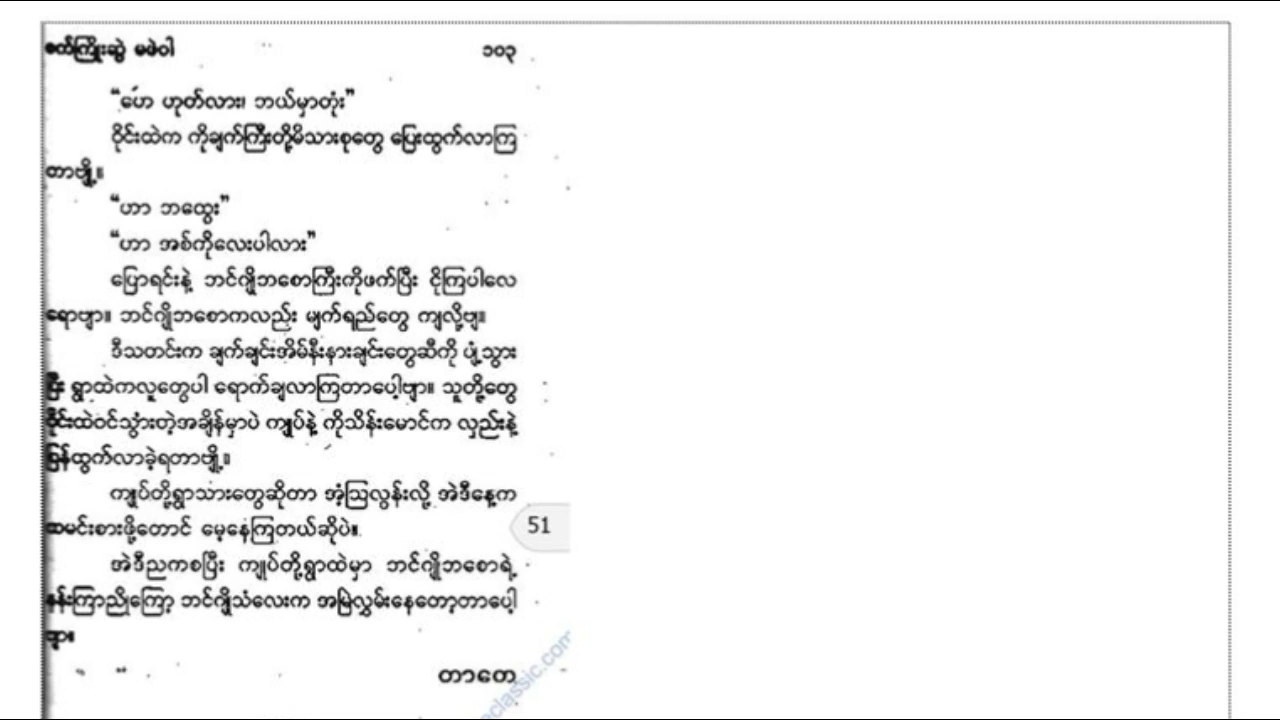 စက်ကြိုးဆွဲ မဖဲဝါ ၁၀၃
“ဟေ ဟုတ်လား၊ ဘယ်မှာတုံး”
ဝိုင်းထဲက ကိုချက်ကြီးတို့မိသားစုတွေ ပြေးထွက်လာကြ
တာဗျို့။
“ဟာ ဘထွေး”
“ဟာ အစ်ကိုလေးပါလား”
ပြောရင်းနဲ့ ဘင်ဂျိုဘစောကြီးကိုဖက်ပြီး ငိုကြပါလေ
ရောဗျာ။ ဘင်ဂျိုဘစောကလည်း မျက်ရည်တွေ ကျလို့ဗျ။
ဒီသတင်းက ချက်ချင်းအိမ်နီးနားချင်းတွေဆီကို ပျံ့သွား
ပြီး ရွာထဲကလူတွေပါ ရောက်ချလာကြတာပေါ့ဗျာ။ သူတို့တွေ
ဝိုင်းထဲဝင်သွားတဲ့အချိန်မှာပဲ ကျုပ်နဲ့ ကိုသိန်းမောင်က လှည်းနဲ့
ပြန်ထွက်လာခဲ့ရတာဗျို့။
ကျုပ်တို့ရွာသားတွေဆိုတာ အံ့ဩလွန်းလို့ အဲဒီနေ့က
ထမင်းစားဖို့တောင် မေ့နေကြတယ်ဆိုပဲ။
51
အဲဒီညကစပြီး ကျုပ်တို့ရွာထဲမှာ ဘင်ဂျိုဘစောရဲ့
နန်းကြာညိုကြော့ ဘင်ဂျိုသံလေးက အမြဲလွှမ်းနေတော့တာပေါ့
ဗျာ။
တာတေ
classic.com